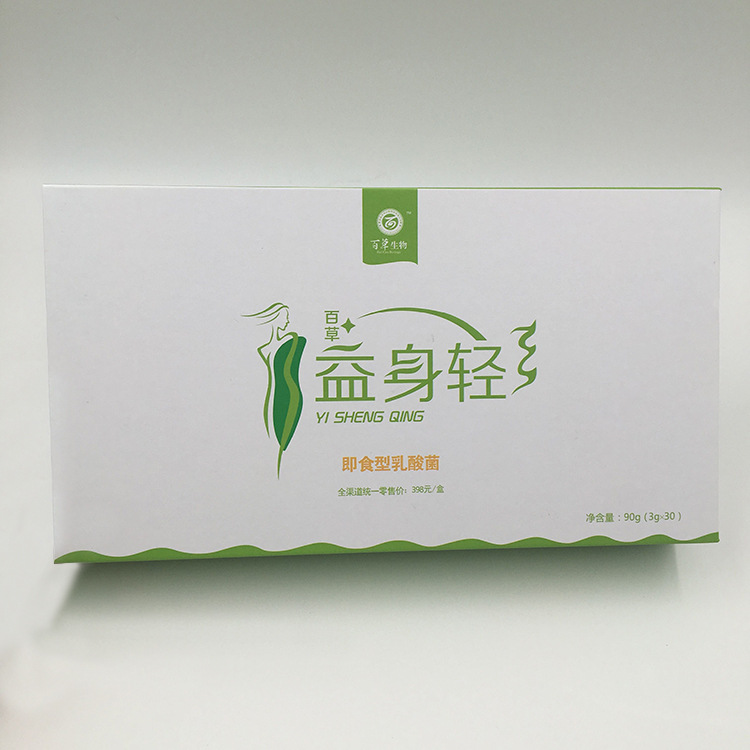 百草生物
百草
益身轻
YI SHENG QING
即食型乳酸菌
全渠道统一零售价：398元/盒
净含量：90g（3g×30）